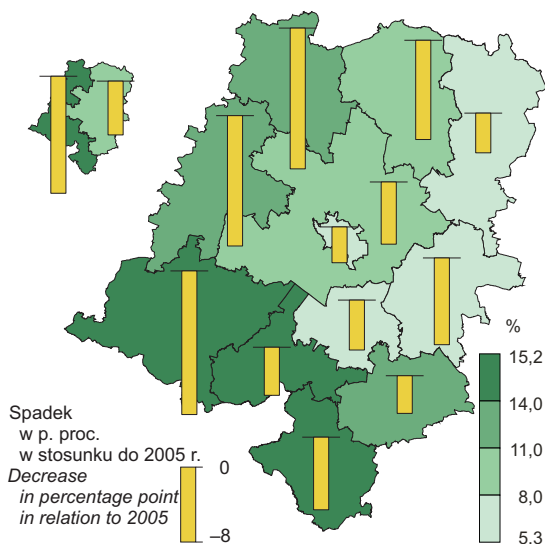 %
15,2
14,0
11,0
8,0
5.3
Spadek
w p. proc.
w stosunku do 2005 r.
Decrease
in percentage point
in relation to 2005
0
–8